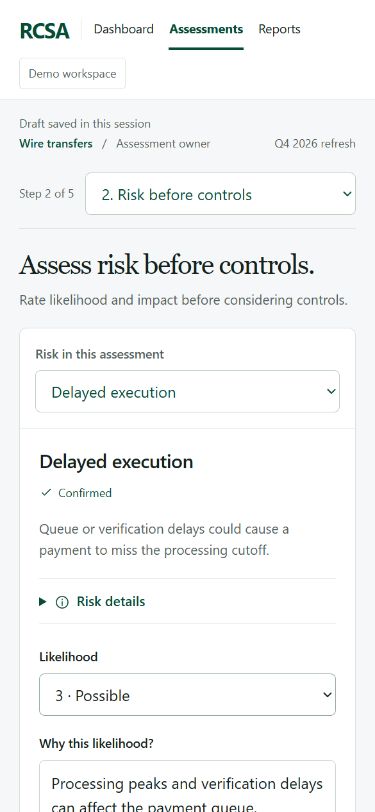 RCSA Dashboard Assessments Reports
Demo workspace
Draft saved in this session
Wire transfers / Assessment owner Q4 2026 refresh
Step 2 of 5 2. Risk before controls
Assess risk before controls.
Rate likelihood and impact before considering controls.
Risk in this assessment
Delayed execution
Delayed execution
Confirmed
Queue or verification delays could cause a
payment to miss the processing cutoff.
Risk details
Likelihood
3 · Possible
Why this likelihood?
Processing peaks and verification delays
can affect the payment queue.